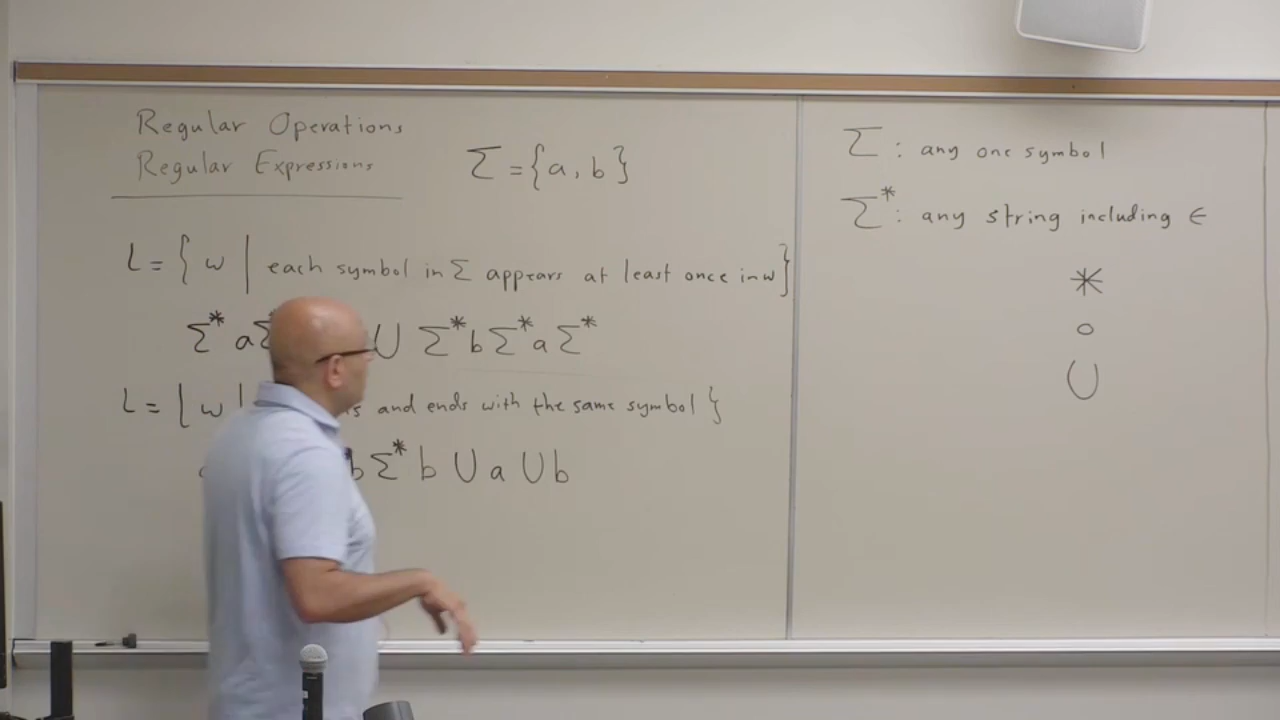 Regular Operations
Regular Expressions
Σ = {a, b}
L = { w | each symbol in Σ appears at least once in w}
Σ* a ∪ Σ* b Σ* a Σ*
L = { w | and ends with the same symbol }
b Σ* b ∪ a ∪ b
Σ : any one symbol
Σ* : any string including ∈
*
∘
∪